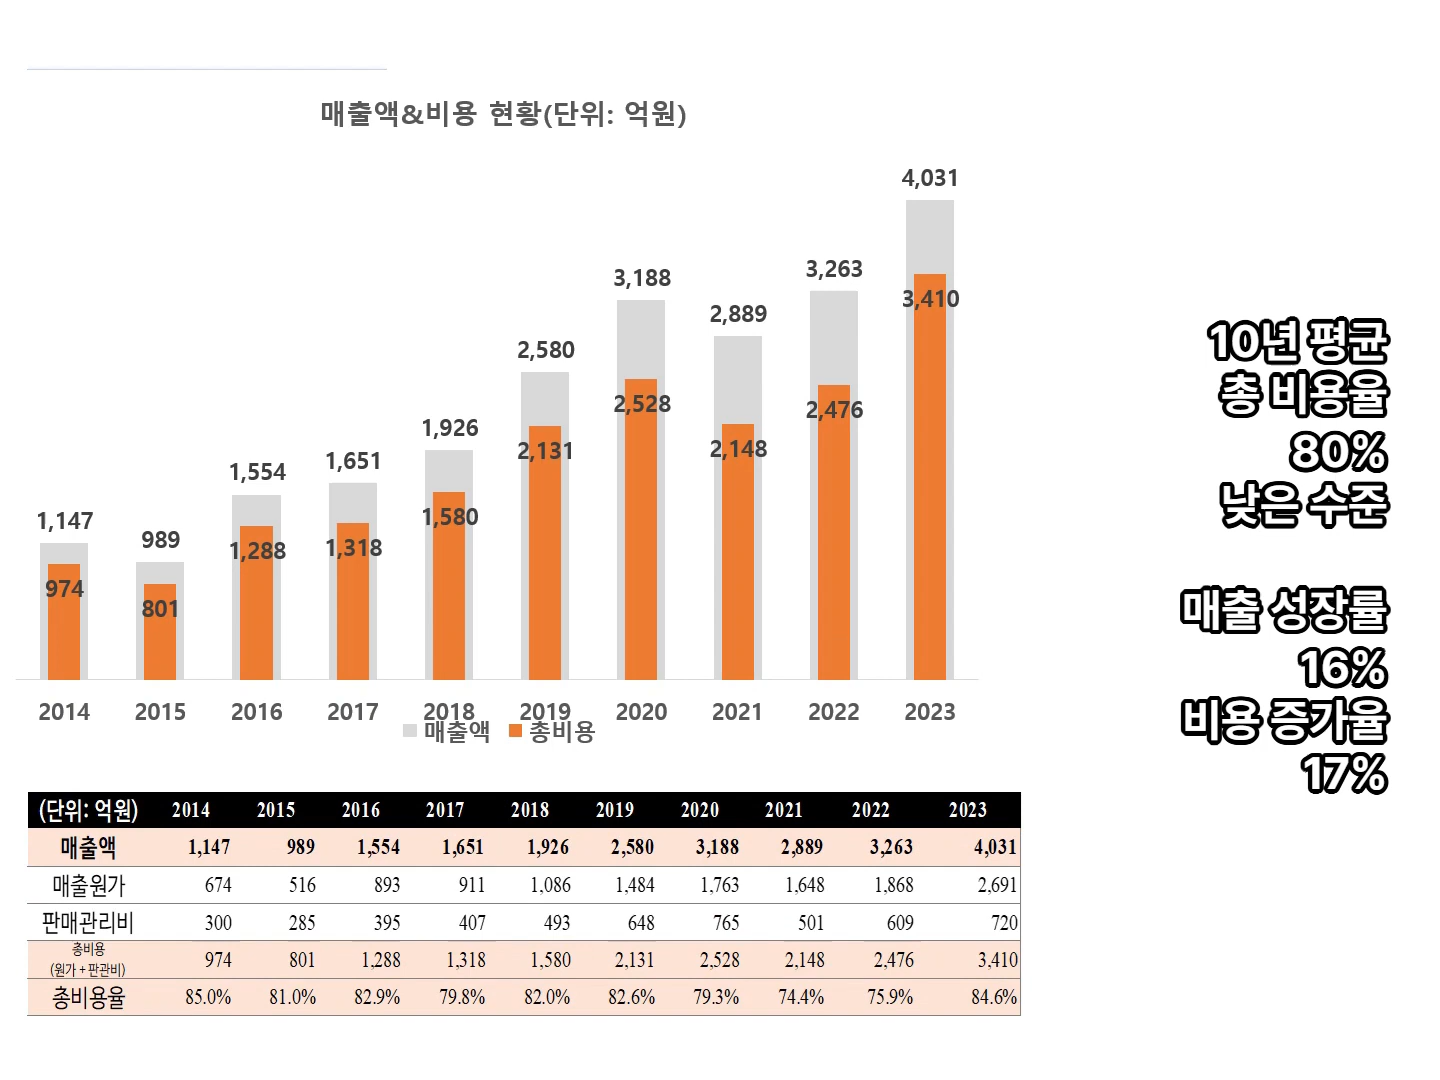 매출액&비용 현황(단위: 억원)
4,031
3,410
3,263
3,188
2,889
2,580
2,528
2,476
2,148
2,131
1,926
1,651
1,554
1,580
1,147
989
1,288
1,318
974
801
2014 2015 2016 2017 2018 2019 2020 2021 2022 2023
매출액 총비용
10년 평균
총 비용율
80%
낮은 수준
매출 성장률
16%
비용 증가율
17%
(단위: 억원) 2014 2015 2016 2017 2018 2019 2020 2021 2022 2023
매출액 1,147 989 1,554 1,651 1,926 2,580 3,188 2,889 3,263 4,031
매출원가 674 516 893 911 1,086 1,484 1,763 1,648 1,868 2,691
판매관리비 300 285 395 407 493 648 765 501 609 720
총비용
(원가 + 판관비) 974 801 1,288 1,318 1,580 2,131 2,528 2,148 2,476 3,410
총비용율 85.0% 81.0% 82.9% 79.8% 82.0% 82.6% 79.3% 74.4% 75.9% 84.6%